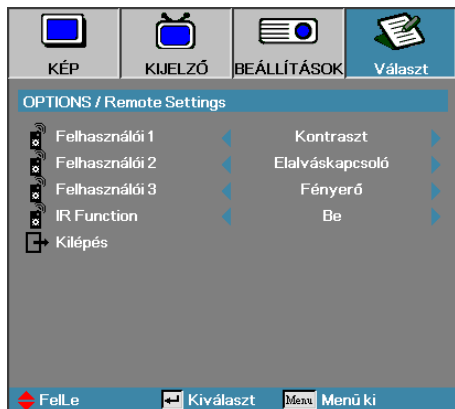 KÉP KIJELZŐ BEÁLLÍTÁSOK Választ
OPTIONS / Remote Settings
Felhasználói 1 Kontraszt
Felhasználói 2 Elalváskapcsoló
Felhasználói 3 Fényerő
IR Function Be
Kilépés
FelLe Kiválaszt Menu Menü ki